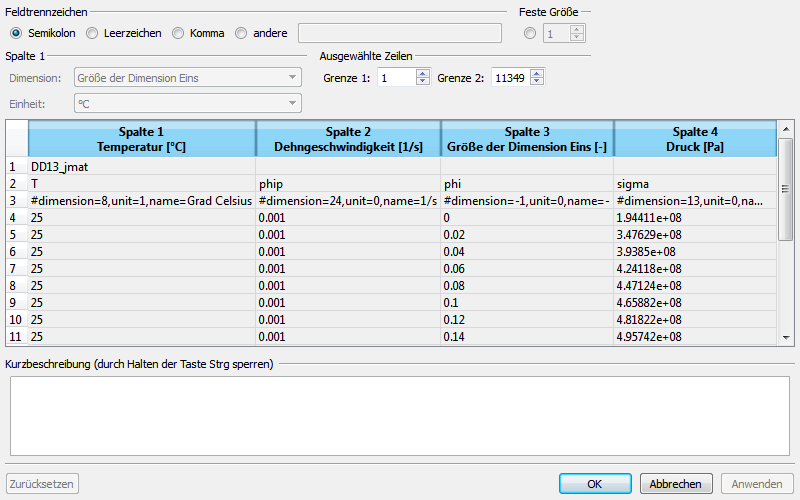 Feldtrennzeichen
Feste Größe
Semikolon Leerzeichen Komma andere
1
Spalte 1
Ausgewählte Zeilen
Dimension: Größe der Dimension Eins
Grenze 1: 1 Grenze 2: 11349
Einheit: °C
Spalte 1 Spalte 2 Spalte 3 Spalte 4
Temperatur [°C] Dehngeschwindigkeit [1/s] Größe der Dimension Eins [-] Druck [Pa]
1 DD13_jmat
2 T phip phi sigma
3 #dimension=8,unit=1,name=Grad Celsius #dimension=24,unit=0,name=1/s #dimension=-1,unit=0,name=- #dimension=13,unit=0,na...
4 25 0.001 0 1.94411e+08
5 25 0.001 0.02 3.47629e+08
6 25 0.001 0.04 3.9385e+08
7 25 0.001 0.06 4.24118e+08
8 25 0.001 0.08 4.47124e+08
9 25 0.001 0.1 4.65882e+08
10 25 0.001 0.12 4.81822e+08
11 25 0.001 0.14 4.95742e+08
Kurzbeschreibung (durch Halten der Taste Strg sperren)
Zurücksetzen OK Abbrechen Anwenden